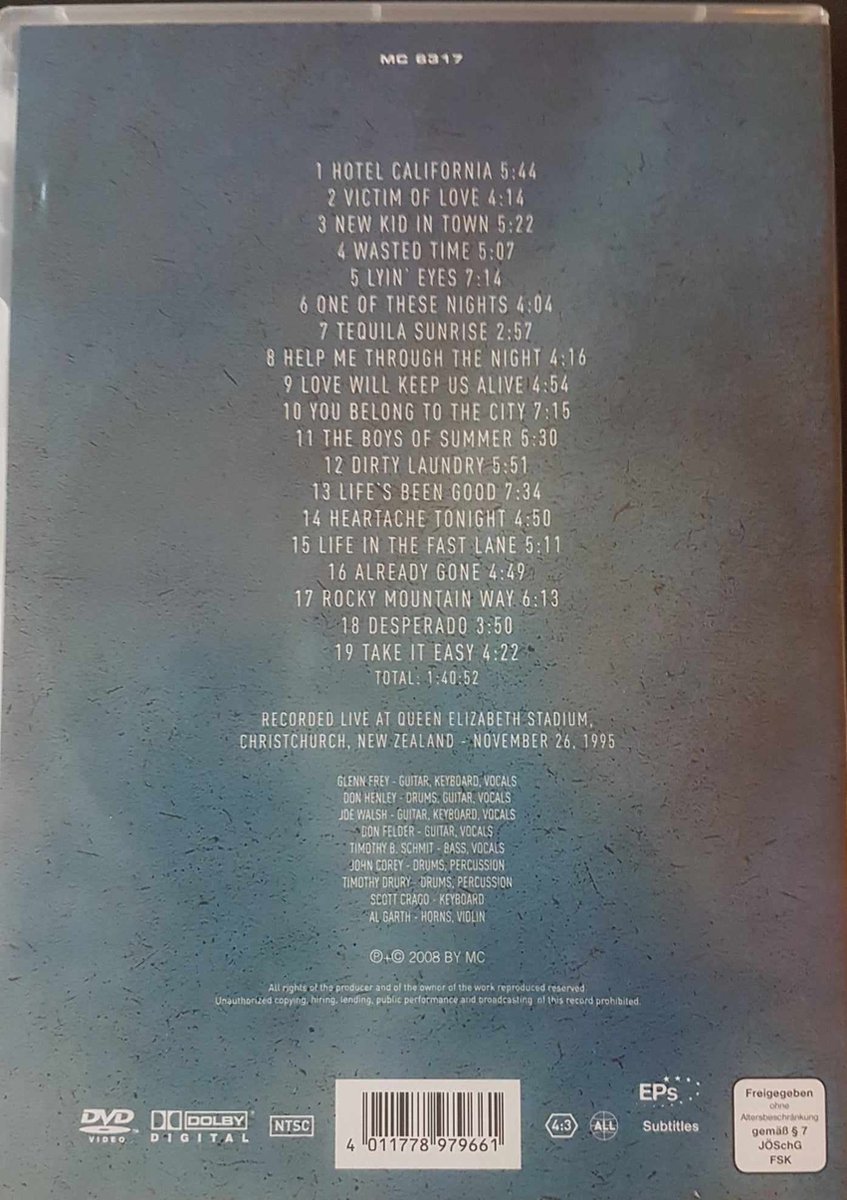 MC 6317
1 HOTEL CALIFORNIA 5:44
2 VICTIM OF LOVE 4:14
3 NEW KID IN TOWN 5:22
4 WASTED TIME 5:07
5 LYIN' EYES 7:14
6 ONE OF THESE NIGHTS 4:04
7 TEQUILA SUNRISE 2:57
8 HELP ME THROUGH THE NIGHT 4:16
9 LOVE WILL KEEP US ALIVE 4:54
10 YOU BELONG TO THE CITY 7:15
11 THE BOYS OF SUMMER 5:30
12 DIRTY LAUNDRY 5:51
13 LIFE`S BEEN GOOD 7:34
14 HEARTACHE TONIGHT 4:50
15 LIFE IN THE FAST LANE 5:11
16 ALREADY GONE 4:49
17 ROCKY MOUNTAIN WAY 6:13
18 DESPERADO 3:50
19 TAKE IT EASY 4:22
TOTAL: 1:40:52
RECORDED LIVE AT QUEEN ELIZABETH STADIUM,
CHRISTCHURCH, NEW ZEALAND - NOVEMBER 26, 1995
GLENN FREY - GUITAR, KEYBOARD, VOCALS
DON HENLEY - DRUMS, GUITAR, VOCALS
JOE WALSH - GUITAR, KEYBOARD, VOCALS
DON FELDER - GUITAR, VOCALS
TIMOTHY B. SCHMIT - BASS, VOCALS
JOHN COREY - DRUMS, PERCUSSION
TIMOTHY DRURY - DRUMS, PERCUSSION
SCOTT CRAGO - KEYBOARD
AL GARTH - HORNS, VIOLIN
℗+© 2008 BY MC
All rights of the producer and of the owner of the work reproduced reserved.
Unauthorized copying, hiring, lending, public performance and broadcasting of this record prohibited.
DVD VIDEO
DOLBY DIGITAL
NTSC
4 011778 979661
4:3
ALL
EPs
Subtitles
Freigegeben
ohne
Altersbeschränkung
gemäß § 7
JÖSchG
FSK